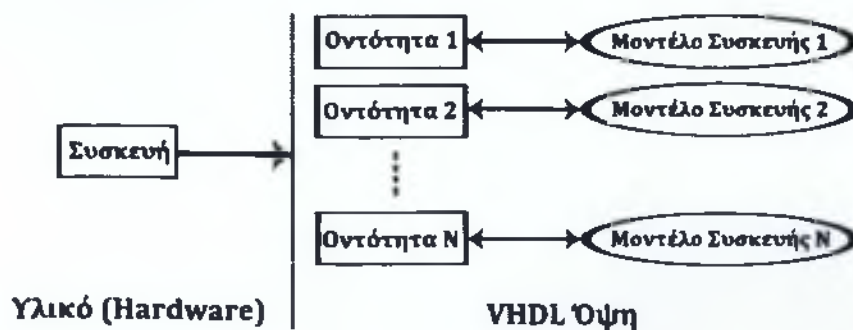 Οντότητα 1
Μοντέλο Συσκευής 1
Οντότητα 2
Μοντέλο Συσκευής 2
Συσκευή
Οντότητα N
Μοντέλο Συσκευής N
Υλικό (Hardware)
VHDL Όψη